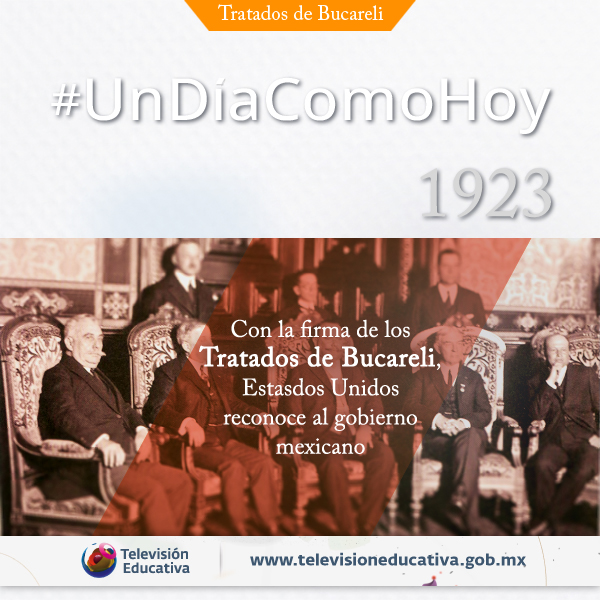 Tratados de Bucareli
#UnDiaComoHoy
1923
Con la firma de los
Tratados de Bucareli,
Estasdos Unidos
reconoce al gobierno
mexicano
Televisión
Educativa
www.televisioneducativa.gob.mx